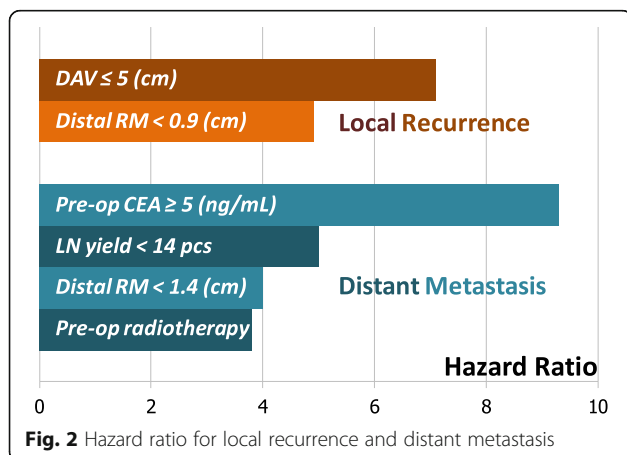 DAV ≤ 5 (cm)
Distal RM < 0.9 (cm)
Local Recurrence
Pre-op CEA ≥ 5 (ng/mL)
LN yield < 14 pcs
Distal RM < 1.4 (cm)
Distant Metastasis
Pre-op radiotherapy
Hazard Ratio
0 2 4 6 8 10
Fig. 2 Hazard ratio for local recurrence and distant metastasis